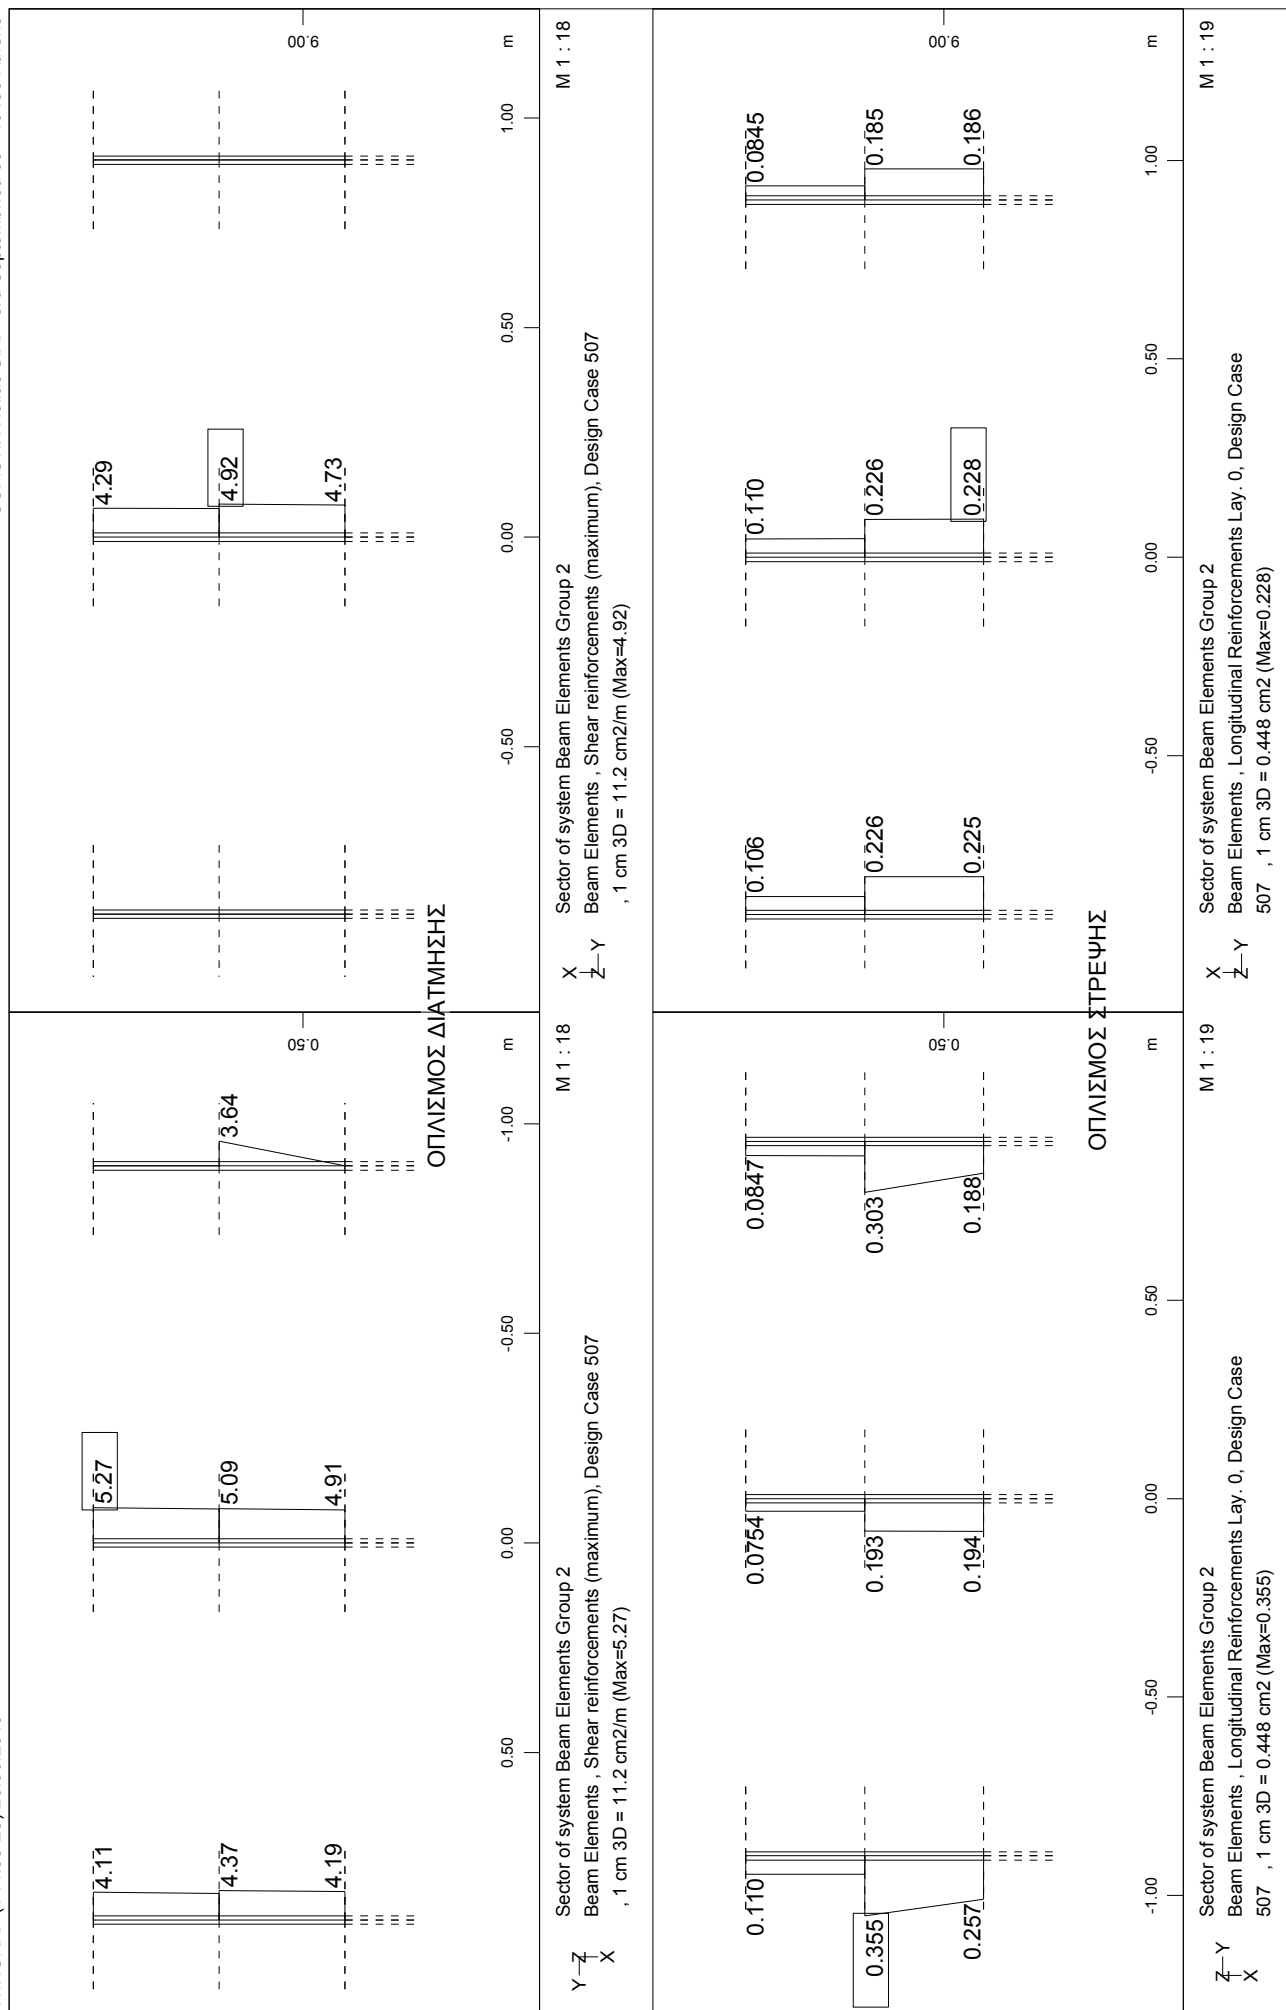 4.11
4.37
4.19
5.27
5.09
4.91
3.64
0.50
0.50
0.00
-0.50
-1.00
m
ΟΠΛΙΣΜΟΣ ΔΙΑΤΜΗΣΗΣ
Y Z
X
Sector of system Beam Elements Group 2
Beam Elements , Shear reinforcements (maximum), Design Case 507
, 1 cm 3D = 11.2 cm2/m (Max=5.27)
M 1 : 18
4.29
4.92
4.73
9.00
-0.50
0.00
0.50
1.00
m
X
Z Y
Sector of system Beam Elements Group 2
Beam Elements , Shear reinforcements (maximum), Design Case 507
, 1 cm 3D = 11.2 cm2/m (Max=4.92)
M 1 : 18
0.110
0.355
0.257
0.0754
0.193
0.194
0.0847
0.303
0.188
0.50
-1.00
-0.50
0.00
0.50
m
ΟΠΛΙΣΜΟΣ ΣΤΡΕΨΗΣ
Z Y
X
Sector of system Beam Elements Group 2
Beam Elements , Longitudinal Reinforcements Lay. 0, Design Case
507 , 1 cm 3D = 0.448 cm2 (Max=0.355)
M 1 : 19
0.106
0.226
0.225
0.110
0.226
0.228
0.0845
0.185
0.186
9.00
-0.50
0.00
0.50
1.00
m
X
Z Y
Sector of system Beam Elements Group 2
Beam Elements , Longitudinal Reinforcements Lay. 0, Design Case
507 , 1 cm 3D = 0.448 cm2 (Max=0.228)
M 1 : 19